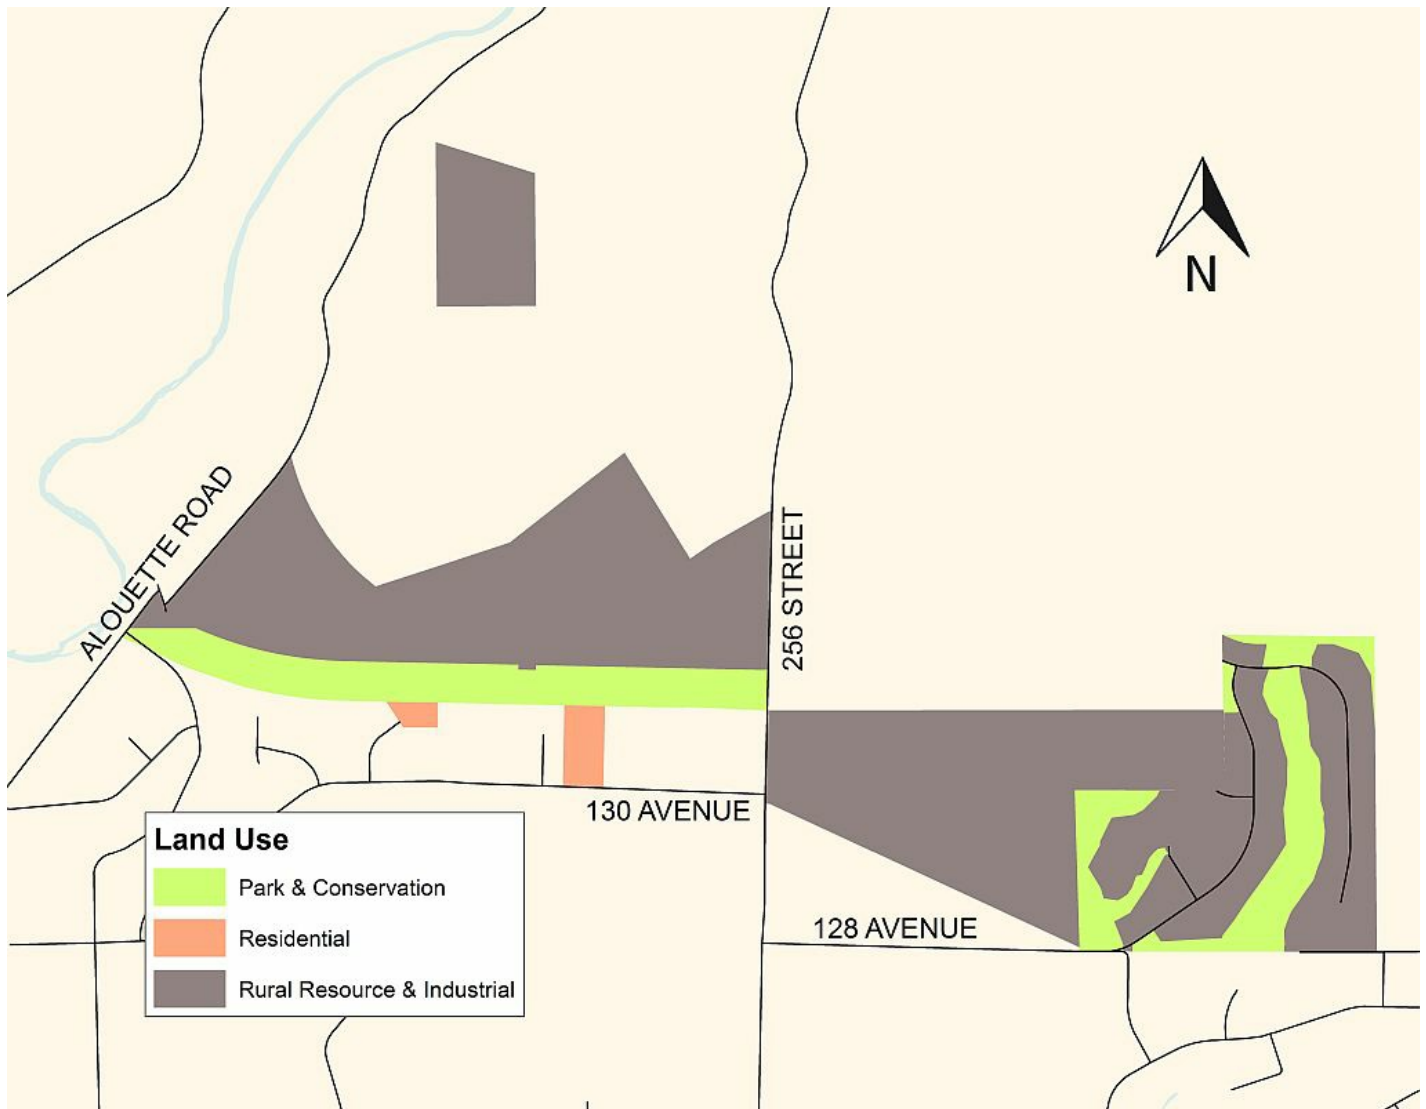 N
ALOUETTE ROAD
256 STREET
130 AVENUE
128 AVENUE
Land Use
Park & Conservation
Residential
Rural Resource & Industrial